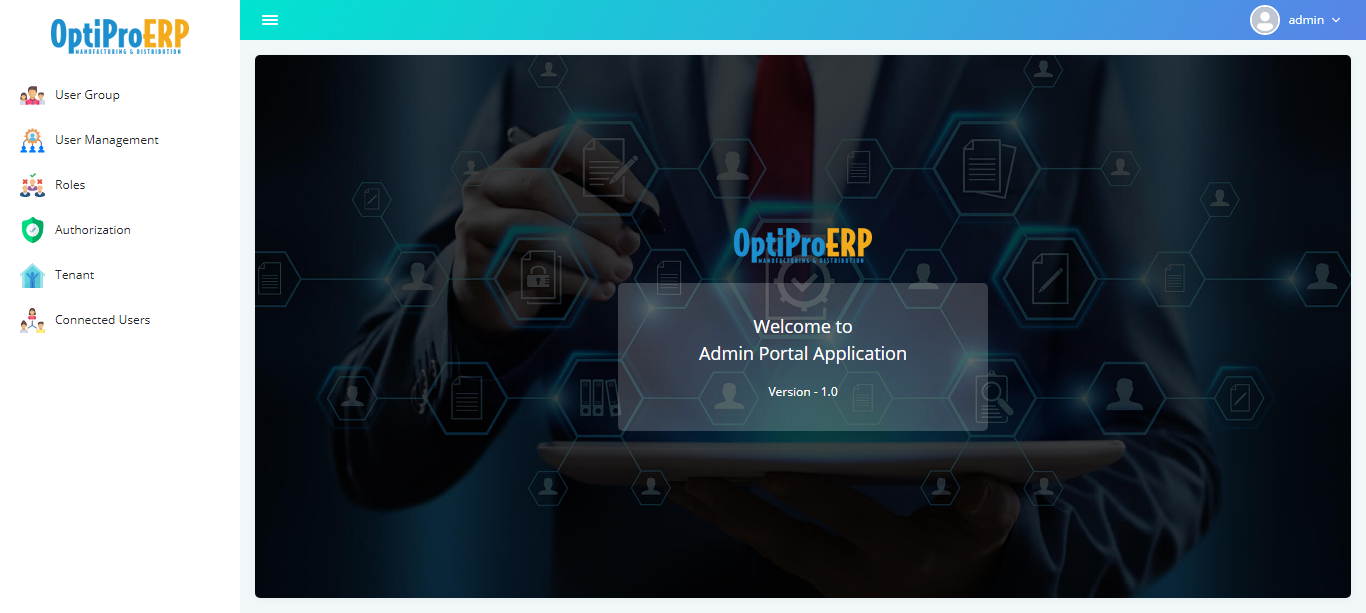 OptiProERP
MANUFACTURING & DISTRIBUTION
admin
User Group
User Management
Roles
Authorization
Tenant
Connected Users
OptiProERP
MANUFACTURING & DISTRIBUTION
Welcome to
Admin Portal Application
Version - 1.0